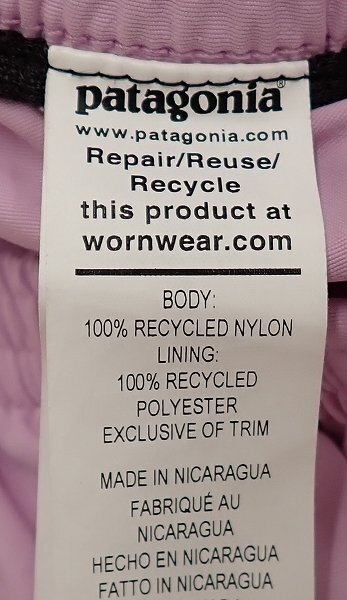 patagonia®
www.patagonia.com
Repair/Reuse/
Recycle
this product at
wornwear.com
BODY:
100% RECYCLED NYLON
LINING:
100% RECYCLED
POLYESTER
EXCLUSIVE OF TRIM
MADE IN NICARAGUA
FABRIQUÉ AU
NICARAGUA
HECHO EN NICARAGUA
FATTO IN NICARAGUA